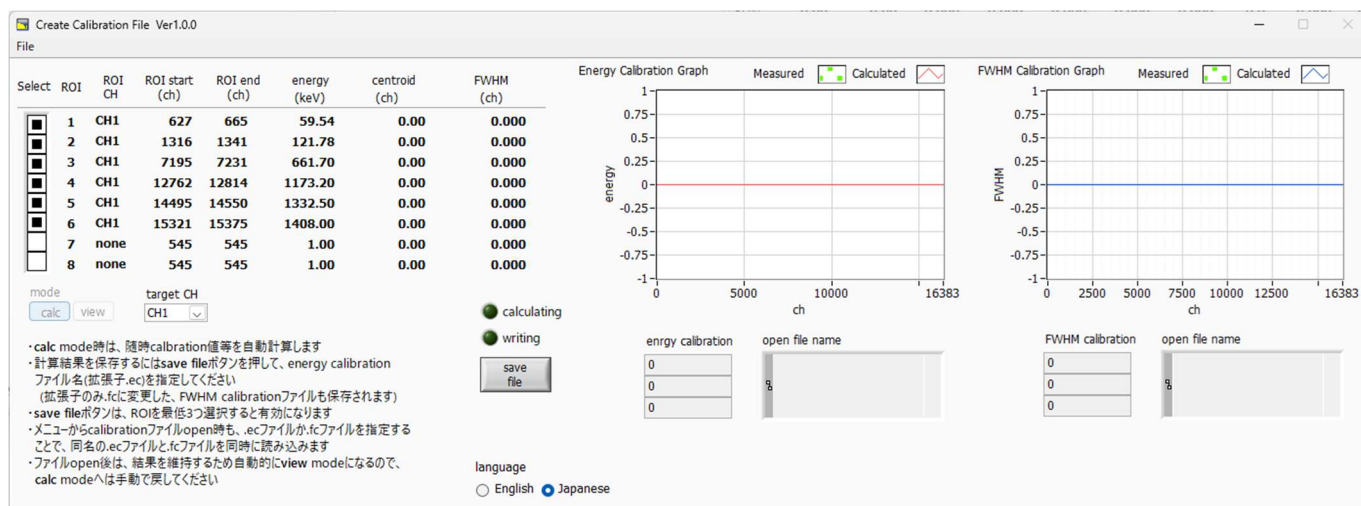 Create Calibration File Ver1.0.0
File
Select ROI ROI CH ROI start (ch) ROI end (ch) energy (keV) centroid (ch) FWHM (ch)
1 CH1 627 665 59.54 0.00 0.000
2 CH1 1316 1341 121.78 0.00 0.000
3 CH1 7195 7231 661.70 0.00 0.000
4 CH1 12762 12814 1173.20 0.00 0.000
5 CH1 14495 14550 1332.50 0.00 0.000
6 CH1 15321 15375 1408.00 0.00 0.000
7 none 545 545 1.00 0.00 0.000
8 none 545 545 1.00 0.00 0.000
mode
calc view
target CH
CH1
calculating
writing
save
file
・calc mode時は、随時calbration値等を自動計算します
・計算結果を保存するにはsave fileボタンを押して、energy calibration
ファイル名(拡張子.ec)を指定してください
(拡張子のみ.fcに変更した、FWHM calibrationファイルも保存されます)
・save fileボタンは、ROIを最低3つ選択すると有効になります
・メニューからcalibrationファイルopen時も、.ecファイルか.fcファイルを指定する
ことで、同名の.ecファイルと.fcファイルを同時に読み込みます
・ファイルopen後は、結果を維持するため自動的にview modeになるので、
calc modeへは手動で戻してください
language
English Japanese
Energy Calibration Graph Measured Calculated
1
0.75
0.5
0.25
0
-0.25
-0.5
-0.75
-1
energy
0 5000 10000 16383
ch
enrgy calibration open file name
0
0
0
FWHM Calibration Graph Measured Calculated
1
0.75
0.5
0.25
0
-0.25
-0.5
-0.75
-1
FWHM
0 2500 5000 7500 10000 12500 16383
ch
FWHM calibration open file name
0
0
0